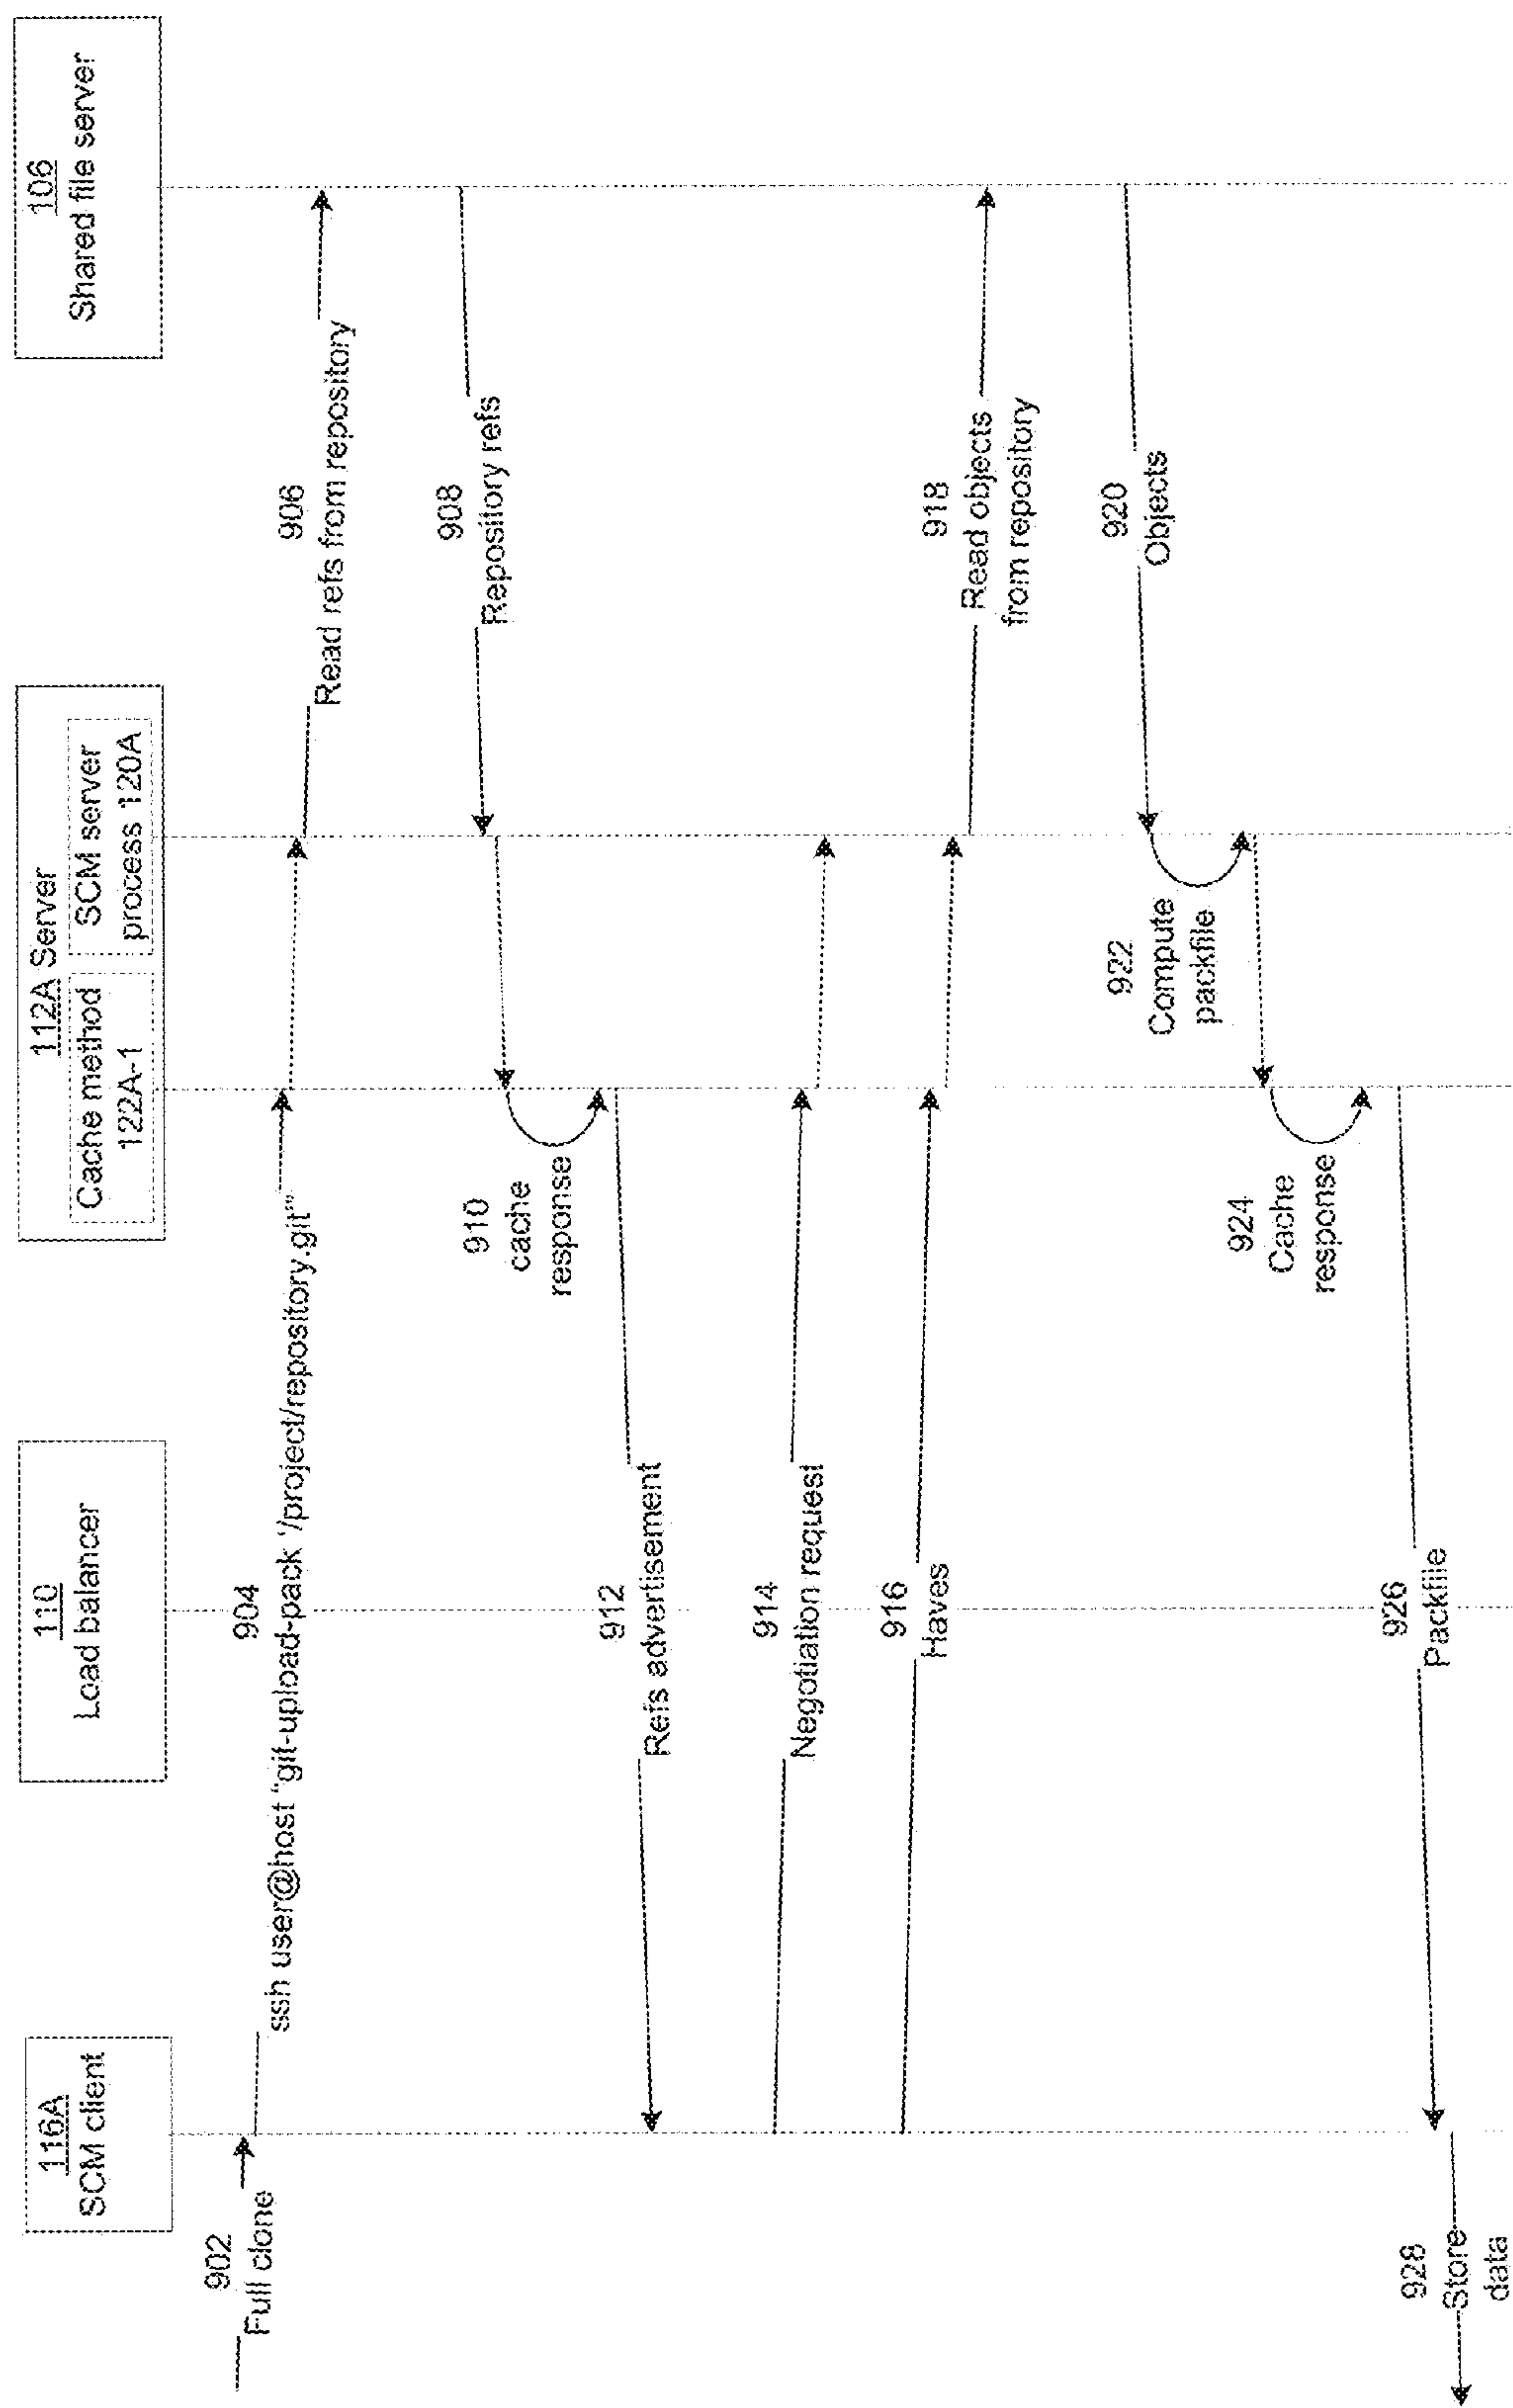 116A
SCM client
110
Load balancer
112A Server
Cache method
122A-1
SCM server
process 120A
106
Shared file server
902
Full clone
904
ssh user@host "git-upload-pack '/project/repository.git'"
906
Read refs from repository
908
Repository refs
910
cache
response
912
Refs advertisement
914
Negotiation request
916
Haves
918
Read objects
from repository
920
Objects
922
Compute
packfile
924
Cache
response
926
Packfile
928
Store
data